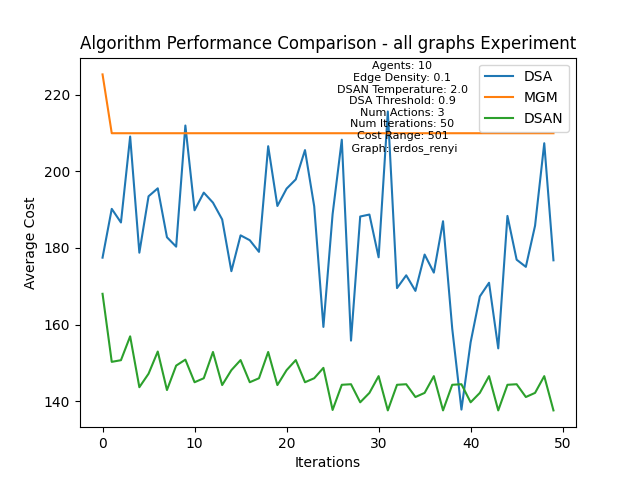 Algorithm Performance Comparison - all graphs Experiment
Agents: 10
Edge Density: 0.1
DSAN Temperature: 2.0
DSA Threshold: 0.9
Num Actions: 3
Num Iterations: 50
Cost Range: 501
Graph: erdos_renyi
DSA
MGM
DSAN
Average Cost
220
200
180
160
140
0 10 20 30 40 50
Iterations